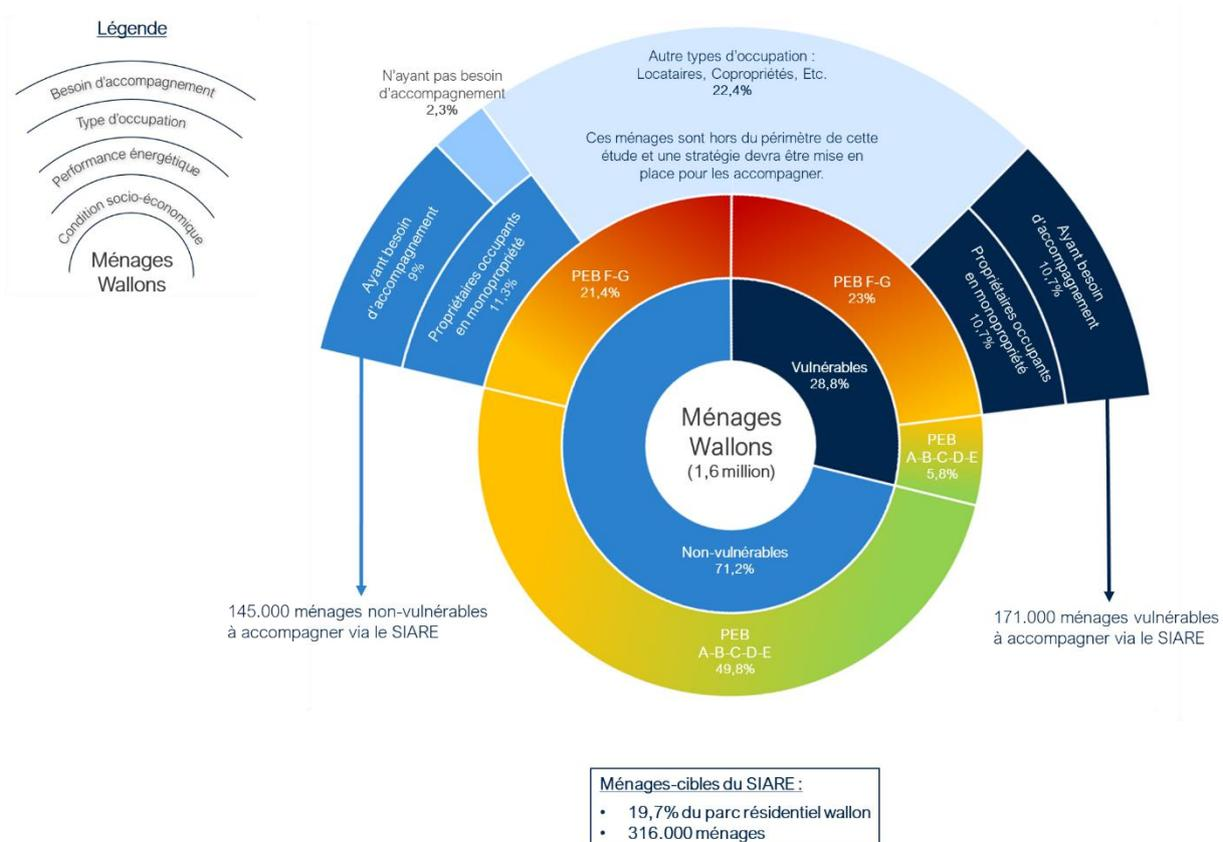 Légende
Besoin d'accompagnement
Type d'occupation
Performance énergétique
Condition socio-économique
Ménages
Wallons
N'ayant pas besoin
d'accompagnement
2,3%
Autre types d'occupation :
Locataires, Copropriétés, Etc.
22,4%
Ces ménages sont hors du périmètre de cette
étude et une stratégie devra être mise en
place pour les accompagner.
Ayant besoin
d'accompagnement
9%
Propriétaires occupants
en monopropriété
11,3%
PEB F-G
21,4%
PEB F-G
23%
Propriétaires occupants
en monopropriété
10,7%
Ayant besoin
d'accompagnement
10,7%
Vulnérables
28,8%
Ménages
Wallons
(1,6 million)
PEB
A-B-C-D-E
5,8%
Non-vulnérables
71,2%
PEB
A-B-C-D-E
49,8%
145.000 ménages non-vulnérables
à accompagner via le SIARE
171.000 ménages vulnérables
à accompagner via le SIARE
Ménages-cibles du SIARE :
• 19,7% du parc résidentiel wallon
• 316.000 ménages